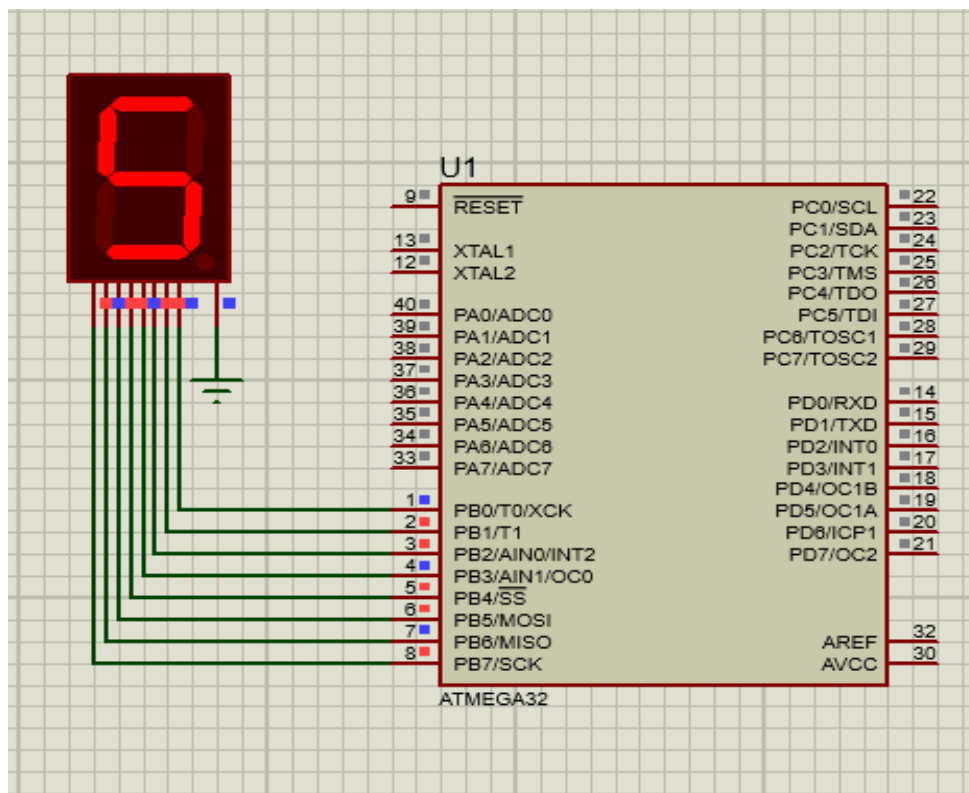 5
U1
9 RESET
13 XTAL1
12 XTAL2
40 PA0/ADC0
39 PA1/ADC1
38 PA2/ADC2
37 PA3/ADC3
36 PA4/ADC4
35 PA5/ADC5
34 PA6/ADC6
33 PA7/ADC7
1 PB0/T0/XCK
2 PB1/T1
3 PB2/AIN0/INT2
4 PB3/AIN1/OC0
5 PB4/SS
6 PB5/MOSI
7 PB6/MISO
8 PB7/SCK
PC0/SCL 22
PC1/SDA 23
PC2/TCK 24
PC3/TMS 25
PC4/TDO 26
PC5/TDI 27
PC6/TOSC1 28
PC7/TOSC2 29
PD0/RXD 14
PD1/TXD 15
PD2/INT0 16
PD3/INT1 17
PD4/OC1B 18
PD5/OC1A 19
PD6/ICP1 20
PD7/OC2 21
AREF 32
AVCC 30
ATMEGA32